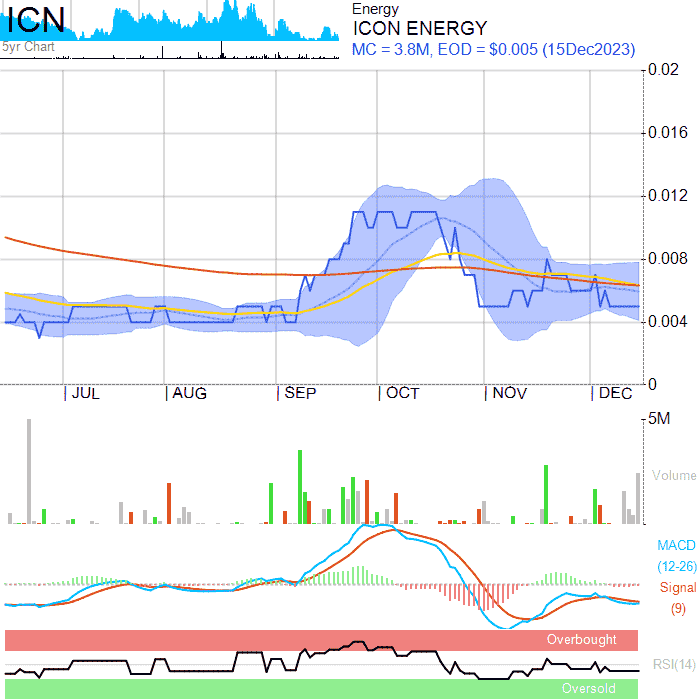 ICN
5yr Chart
Energy
ICON ENERGY
MC = 3.8M, EOD = $0.005 (15Dec2023)
0.02
0.016
0.012
0.008
0.004
0
JUL AUG SEP OCT NOV DEC
5M
Volume
MACD
(12-26)
Signal
(9)
Overbought
RSI(14)
Oversold